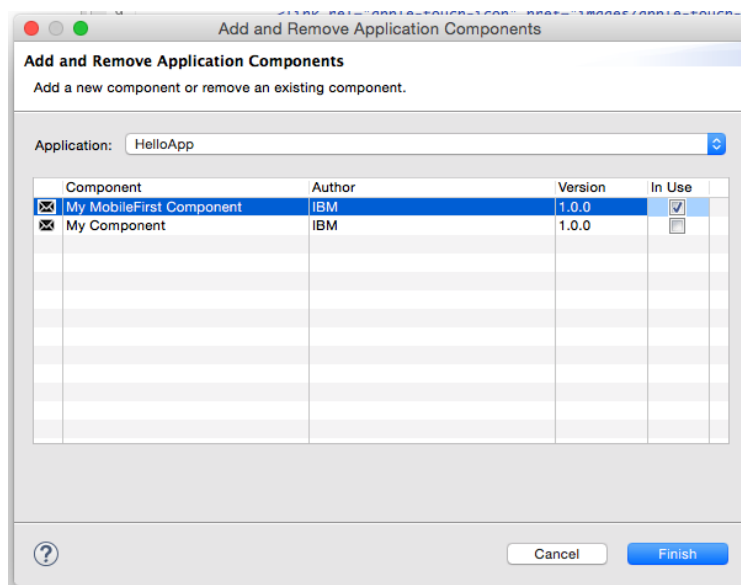 Add and Remove Application Components
Add and Remove Application Components
Add a new component or remove an existing component.
Application: HelloApp
Component Author Version In Use
My MobileFirst Component IBM 1.0.0
My Component IBM 1.0.0
? Cancel Finish